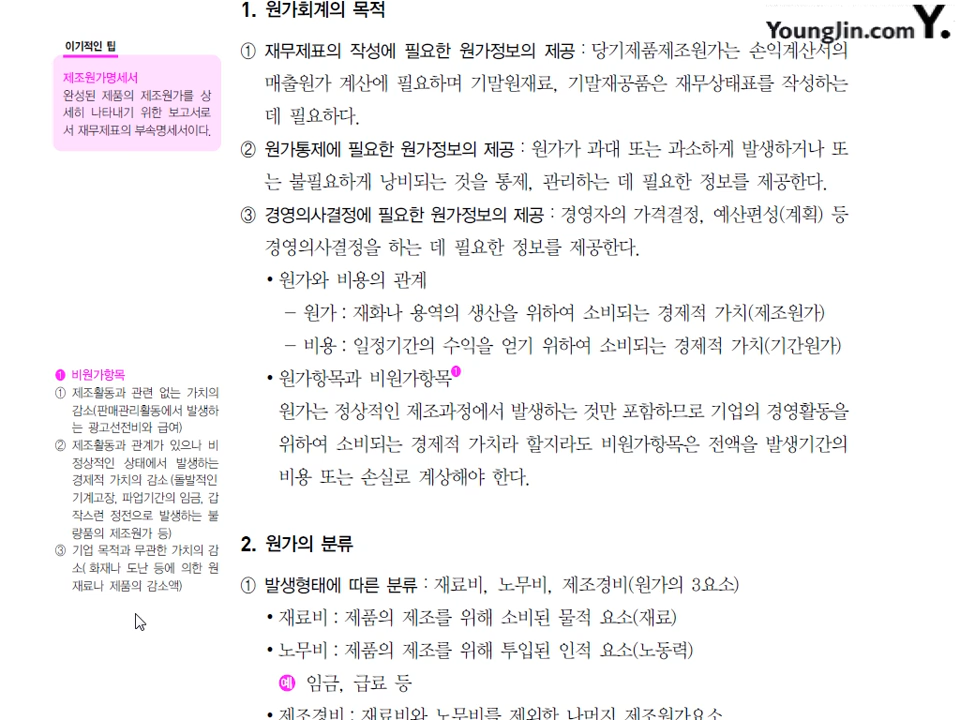 YoungJin.com Y.
1. 원가회계의 목적
① 재무제표의 작성에 필요한 원가정보의 제공 : 당기제품제조원가는 손익계산서의
매출원가 계산에 필요하며 기말원재료, 기말재공품은 재무상태표를 작성하는
데 필요하다.
② 원가통제에 필요한 원가정보의 제공 : 원가가 과대 또는 과소하게 발생하거나 또
는 불필요하게 낭비되는 것을 통제, 관리하는 데 필요한 정보를 제공한다.
③ 경영의사결정에 필요한 원가정보의 제공 : 경영자의 가격결정, 예산편성(계획) 등
경영의사결정을 하는 데 필요한 정보를 제공한다.
• 원가와 비용의 관계
– 원가 : 재화나 용역의 생산을 위하여 소비되는 경제적 가치(제조원가)
– 비용 : 일정기간의 수익을 얻기 위하여 소비되는 경제적 가치(기간원가)
• 원가항목과 비원가항목❶
원가는 정상적인 제조과정에서 발생하는 것만 포함하므로 기업의 경영활동을
위하여 소비되는 경제적 가치라 할지라도 비원가항목은 전액을 발생기간의
비용 또는 손실로 계상해야 한다.
2. 원가의 분류
① 발생형태에 따른 분류 : 재료비, 노무비, 제조경비(원가의 3요소)
• 재료비 : 제품의 제조를 위해 소비된 물적 요소(재료)
• 노무비 : 제품의 제조를 위해 투입된 인적 요소(노동력)
예 임금, 급료 등
• 제조경비 : 재료비와 노무비를 제외한 나머지 제조원가요소
이기적인 팁
제조원가명세서
완성된 제품의 제조원가를 상
세히 나타내기 위한 보고서로
서 재무제표의 부속명세서이다.
❶ 비원가항목
① 제조활동과 관련 없는 가치의
감소(판매관리활동에서 발생하
는 광고선전비와 급여)
② 제조활동과 관계가 있으나 비
정상적인 상태에서 발생하는
경제적 가치의 감소(돌발적인
기계고장, 파업기간의 임금, 갑
작스런 정전으로 발생하는 불
량품의 제조원가 등)
③ 기업 목적과 무관한 가치의 감
소( 화재나 도난 등에 의한 원
재료나 제품의 감소액)